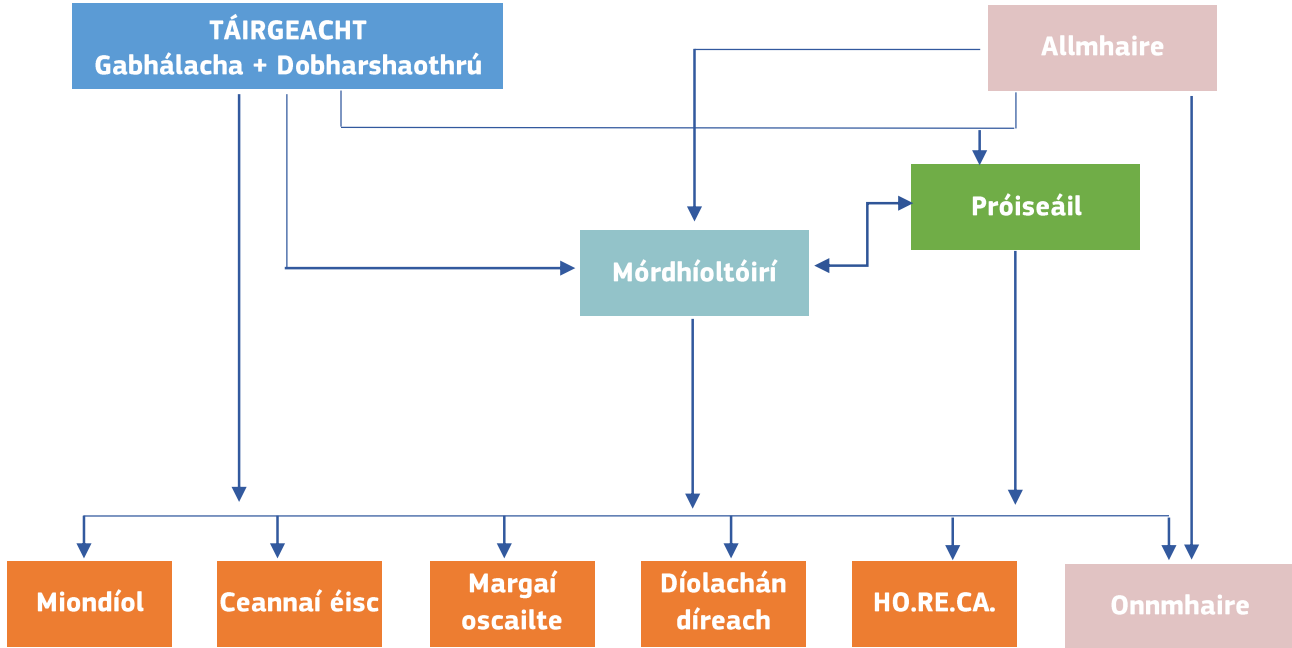 TÁIRGEACHT
Gabhálacha + Dobharshaothrú
Allmhaire
Próiseáil
Mórdhíoltóirí
Miondíol
Ceannaí éisc
Margaí
oscailte
Díolachán
díreach
HO.RE.CA.
Onnmhaire